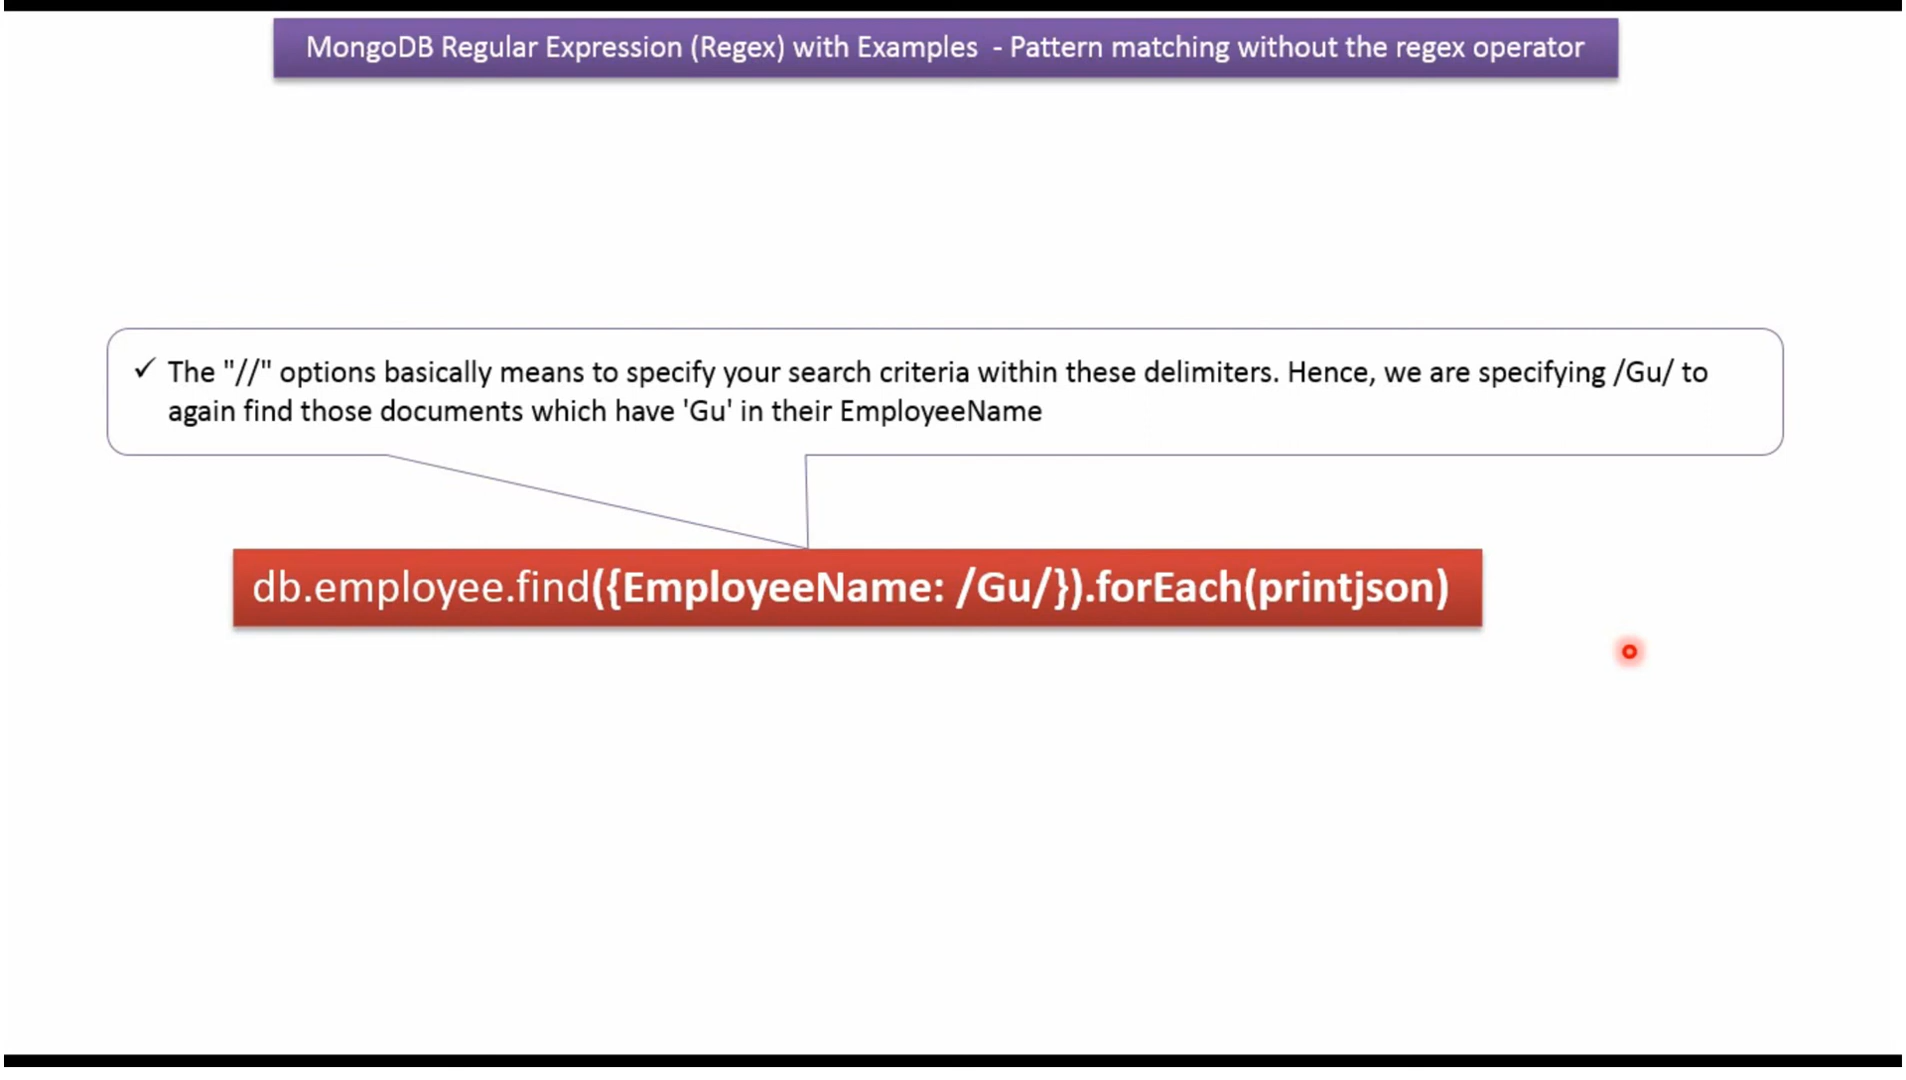 MongoDB Regular Expression (Regex) with Examples - Pattern matching without the regex operator
✓ The "//" options basically means to specify your search criteria within these delimiters. Hence, we are specifying /Gu/ to
again find those documents which have 'Gu' in their EmployeeName
db.employee.find({EmployeeName: /Gu/}).forEach(printjson)